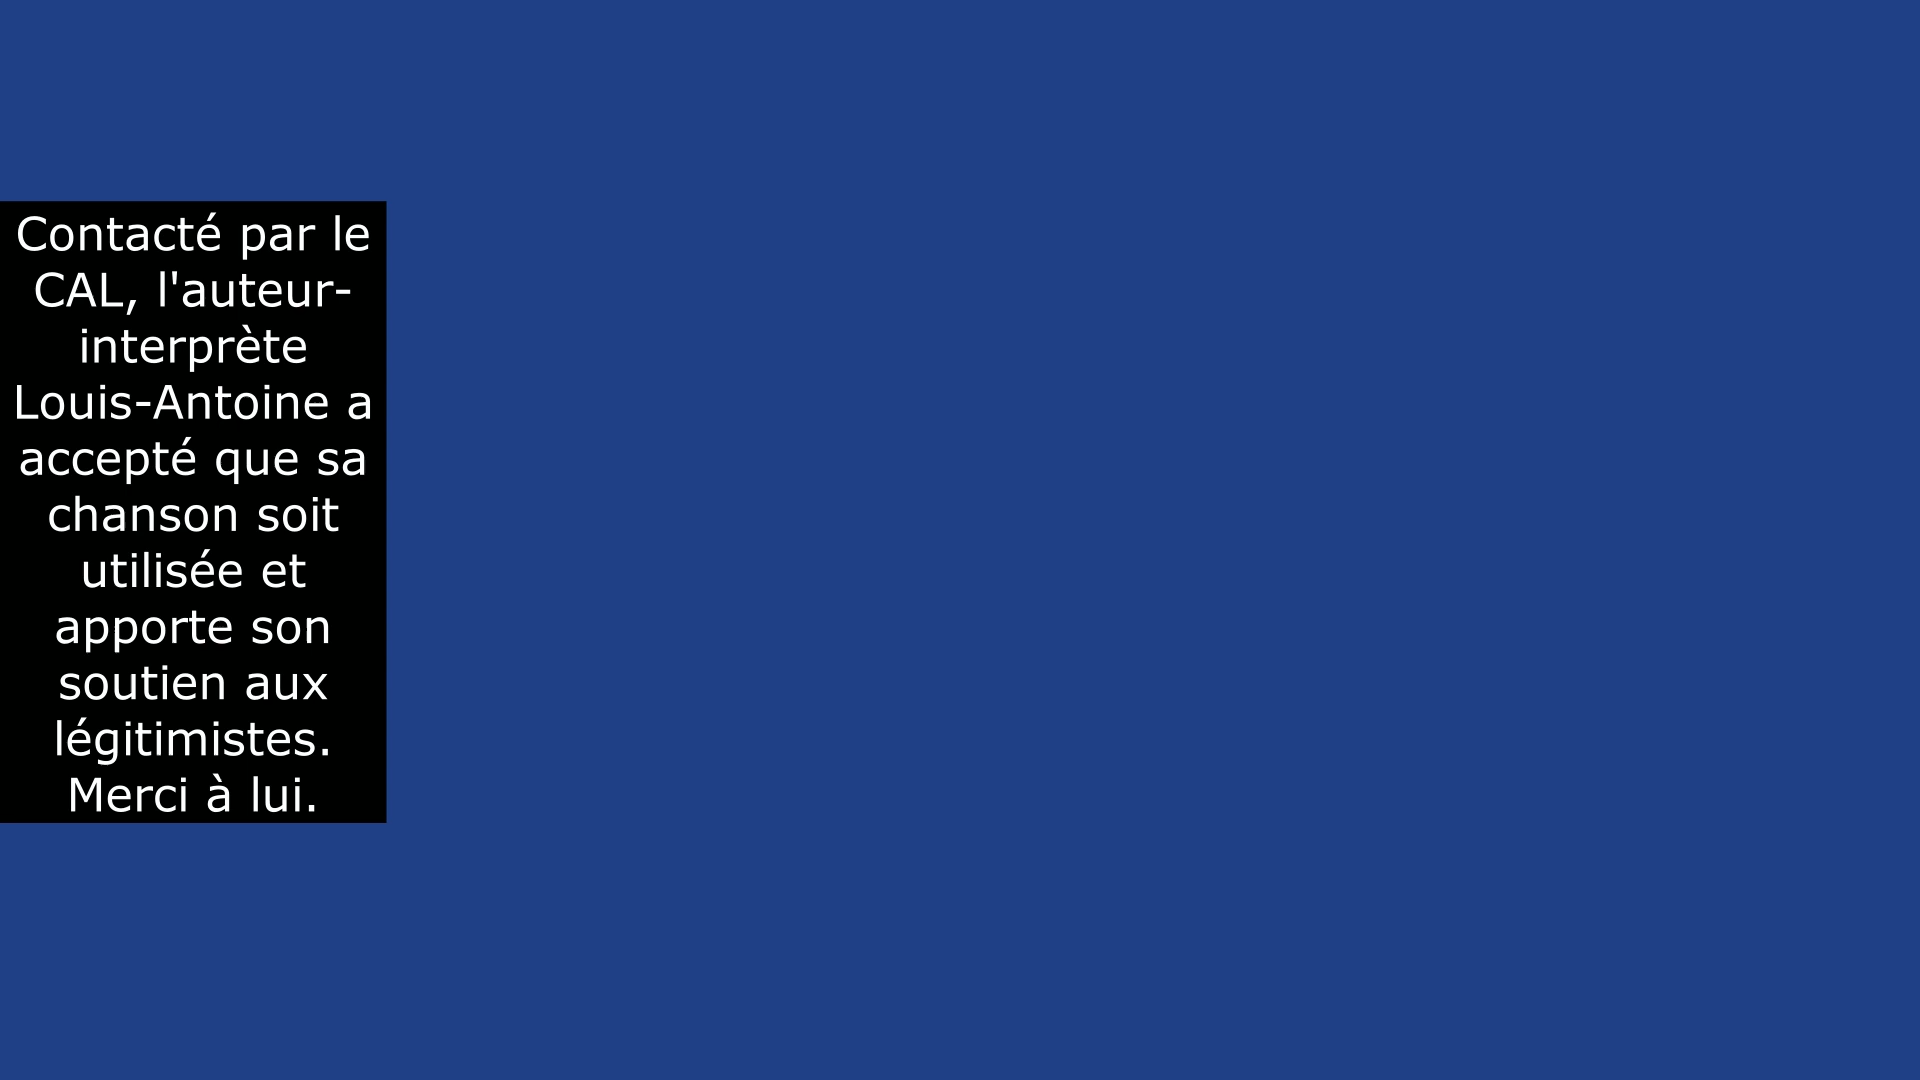 Contacté par le
CAL, l'auteur-
interprète
Louis-Antoine a
accepté que sa
chanson soit
utilisée et
apporte son
soutien aux
légitimistes.
Merci à lui.